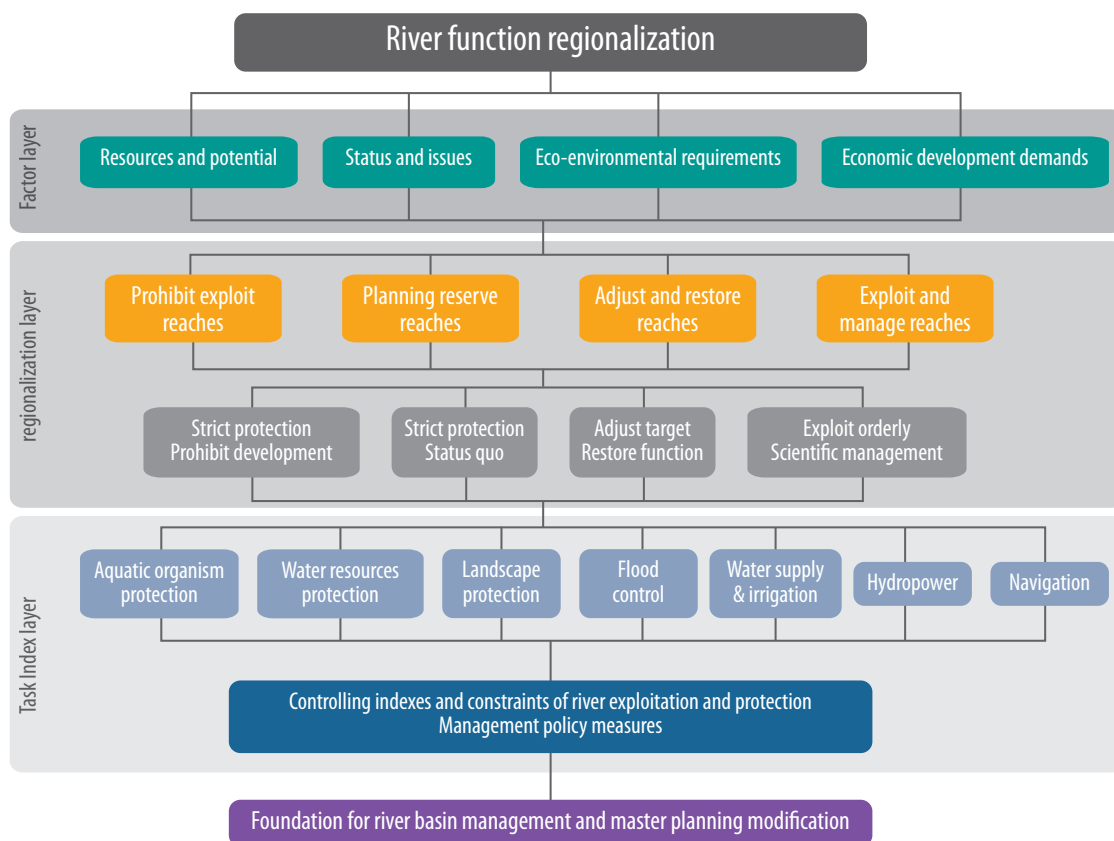 River function regionalization
Factor layer
Resources and potential
Status and issues
Eco-environmental requirements
Economic development demands
regionalization layer
Prohibit exploit
reaches
Planning reserve
reaches
Adjust and restore
reaches
Exploit and
manage reaches
Strict protection
Prohibit development
Strict protection
Status quo
Adjust target
Restore function
Exploit orderly
Scientific management
Task Index layer
Aquatic organism
protection
Water resources
protection
Landscape
protection
Flood
control
Water supply
& irrigation
Hydropower
Navigation
Controlling indexes and constraints of river exploitation and protection
Management policy measures
Foundation for river basin management and master planning modification